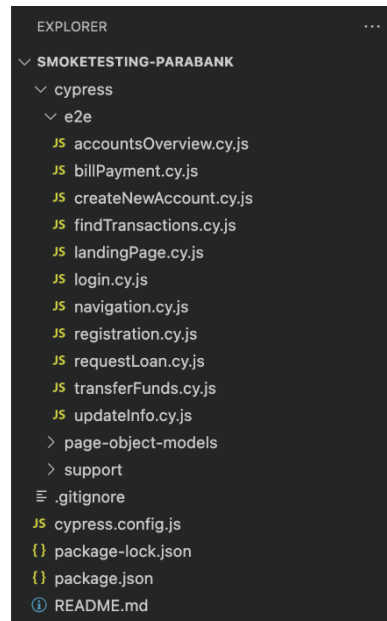 EXPLORER ...
SMOKETESTING-PARABANK
cypress
e2e
JS accountsOverview.cy.js
JS billPayment.cy.js
JS createNewAccount.cy.js
JS findTransactions.cy.js
JS landingPage.cy.js
JS login.cy.js
JS navigation.cy.js
JS registration.cy.js
JS requestLoan.cy.js
JS transferFunds.cy.js
JS updateInfo.cy.js
page-object-models
support
.gitignore
JS cypress.config.js
{} package-lock.json
{} package.json
README.md